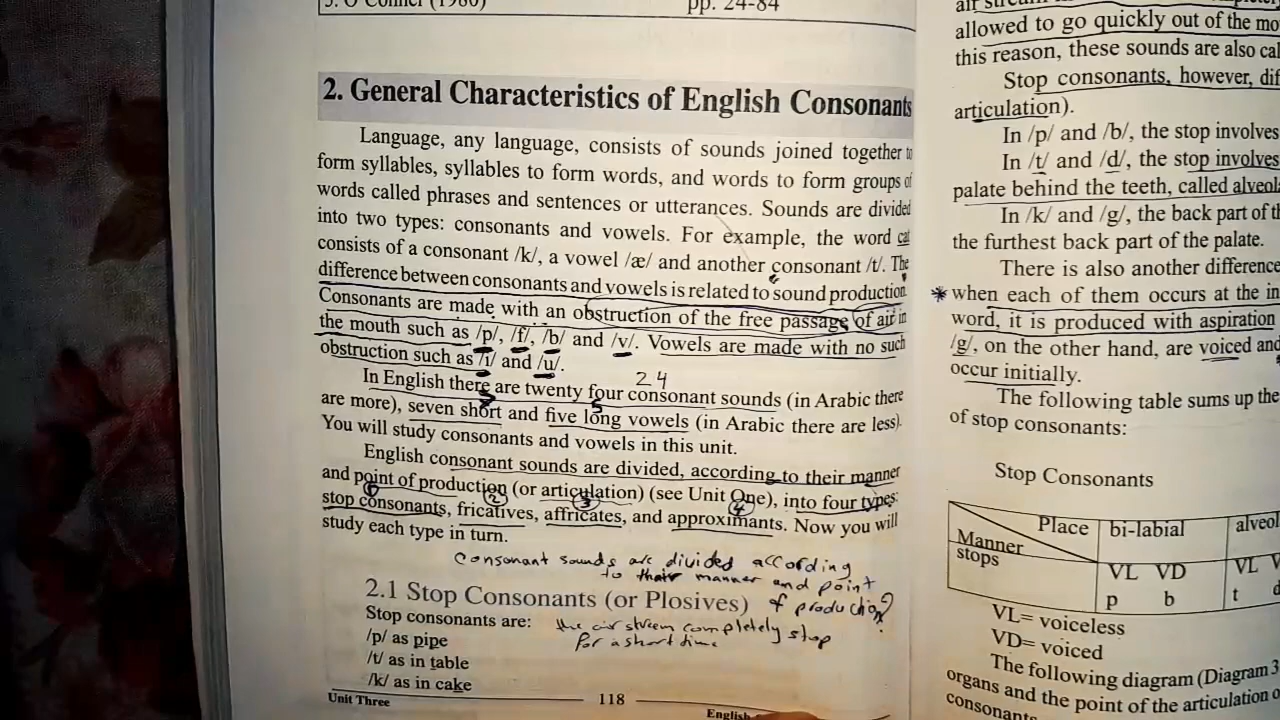 3. O'Conner (1980)
pp. 24-84
2. General Characteristics of English Consonants
Language, any language, consists of sounds joined together to
form syllables, syllables to form words, and words to form groups of
words called phrases and sentences or utterances. Sounds are divided
into two types: consonants and vowels. For example, the word cat
consists of a consonant /k/, a vowel /æ/ and another consonant /t/. The
difference between consonants and vowels is related to sound production.
Consonants are made with an obstruction of the free passage of air in
the mouth such as /p/, /f/, /b/ and /v/. Vowels are made with no such
obstruction such as /i/ and /u/.
24
In English there are twenty four consonant sounds (in Arabic there
are more), seven short and five long vowels (in Arabic there are less).
You will study consonants and vowels in this unit.
English consonant sounds are divided, according to their manner
and point of production (or articulation) (see Unit One), into four types:
① ② ③ ④
stop consonants, fricatives, affricates, and approximants. Now you will
study each type in turn.
Consonant sounds are divided according
to their manner and point
of production?
2.1 Stop Consonants (or Plosives)
Stop consonants are:
the air stream completely stop
for a short time
/p/ as pipe
/t/ as in table
/k/ as in cake
Unit Three
118
English
allowed to go quickly out of the mo
this reason, these sounds are also cal
Stop consonants, however, dif
articulation).
In /p/ and /b/, the stop involves
In /t/ and /d/, the stop involves
palate behind the teeth, called alveol
In /k/ and /g/, the back part of th
the furthest back part of the palate.
There is also another difference
* when each of them occurs at the in
word, it is produced with aspiration
/g/, on the other hand, are voiced and
occur initially.
The following table sums up the
of stop consonants:
Stop Consonants
Place bi-labial alveol
Manner
stops
VL VD VL V
p b t d
VL= voiceless
VD= voiced
The following diagram (Diagram 3
organs and the point of the articulation o
consonants